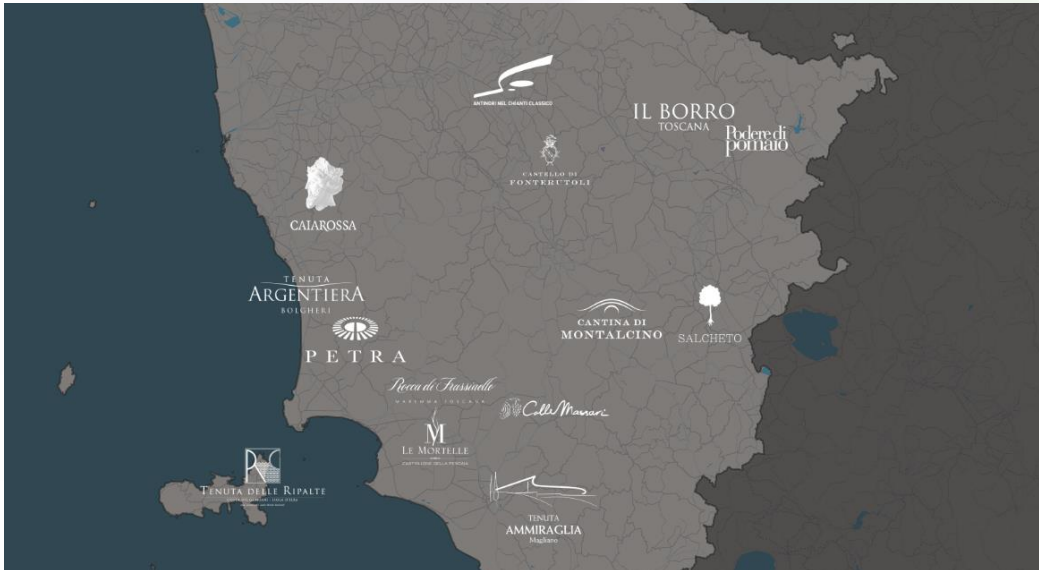 ANTINORI NEL CHIANTI CLASSICO
IL BORRO
TOSCANA
Podere di
pomaio
CASTELLO DI
FONTERUTOLI
CAIAROSSA
TENUTA
ARGENTIERA
BOLGHERI
PETRA
CANTINA DI
MONTALCINO
SALCHETO
Rocca di Frassinello
MAREMMA TOSCANA
ColleMassari
M
LE MORTELLE
CASTIGLIONE DELLA PESCAIA
TENUTA DELLE RIPALTE
TENUTA
AMMIRAGLIA
Magliano